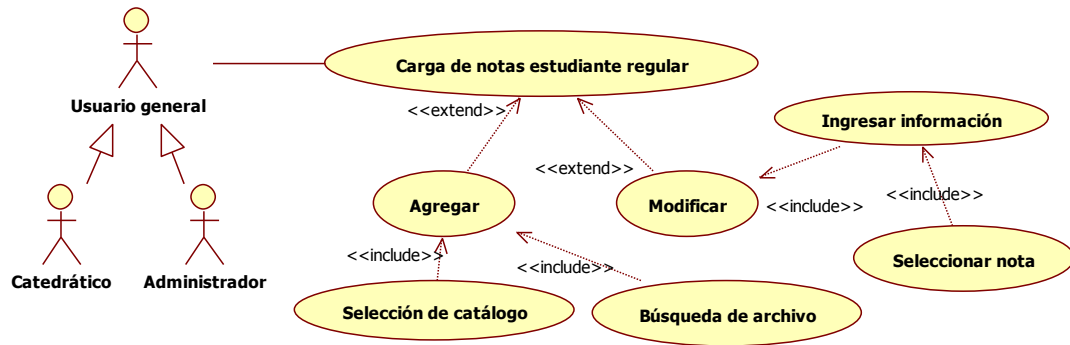 Carga de notas estudiante regular
Usuario general
<<extend>>
Ingresar información
<<extend>>
Agregar
Modificar
<<include>>
<<include>>
Catedrático
Administrador
<<include>>
<<include>>
Seleccionar nota
Selección de catálogo
Búsqueda de archivo